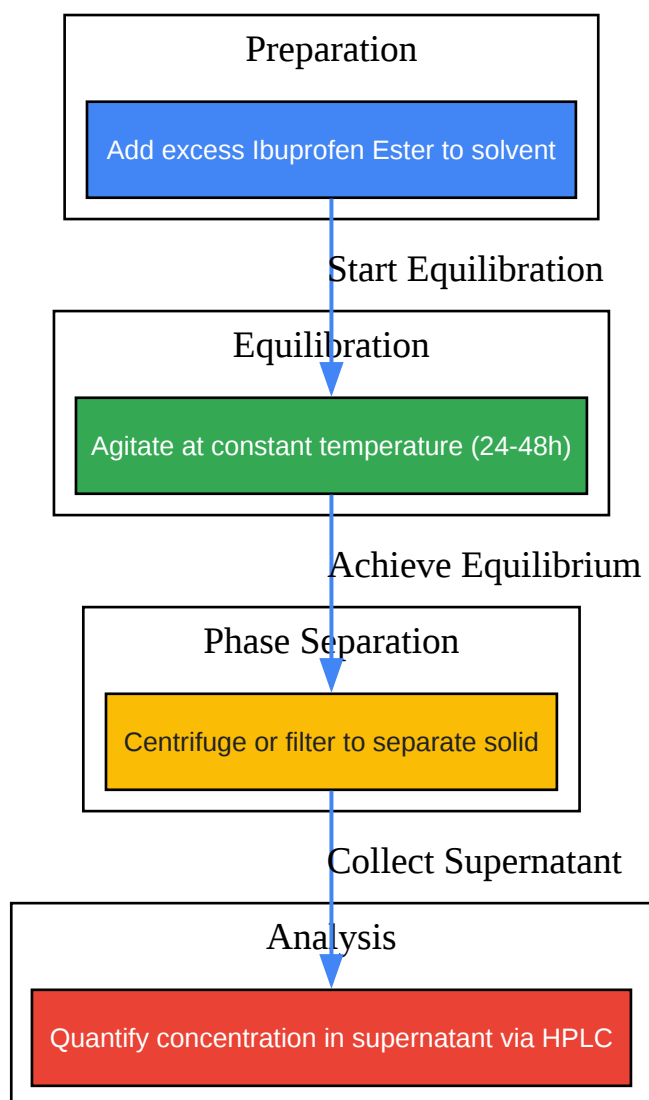 Preparation
Add excess Ibuprofen Ester to solvent
Start Equilibration
Equilibration
Agitate at constant temperature (24-48h)
Achieve Equilibrium
Phase Separation
Centrifuge or filter to separate solid
Collect Supernatant
Analysis
Quantify concentration in supernatant via HPLC